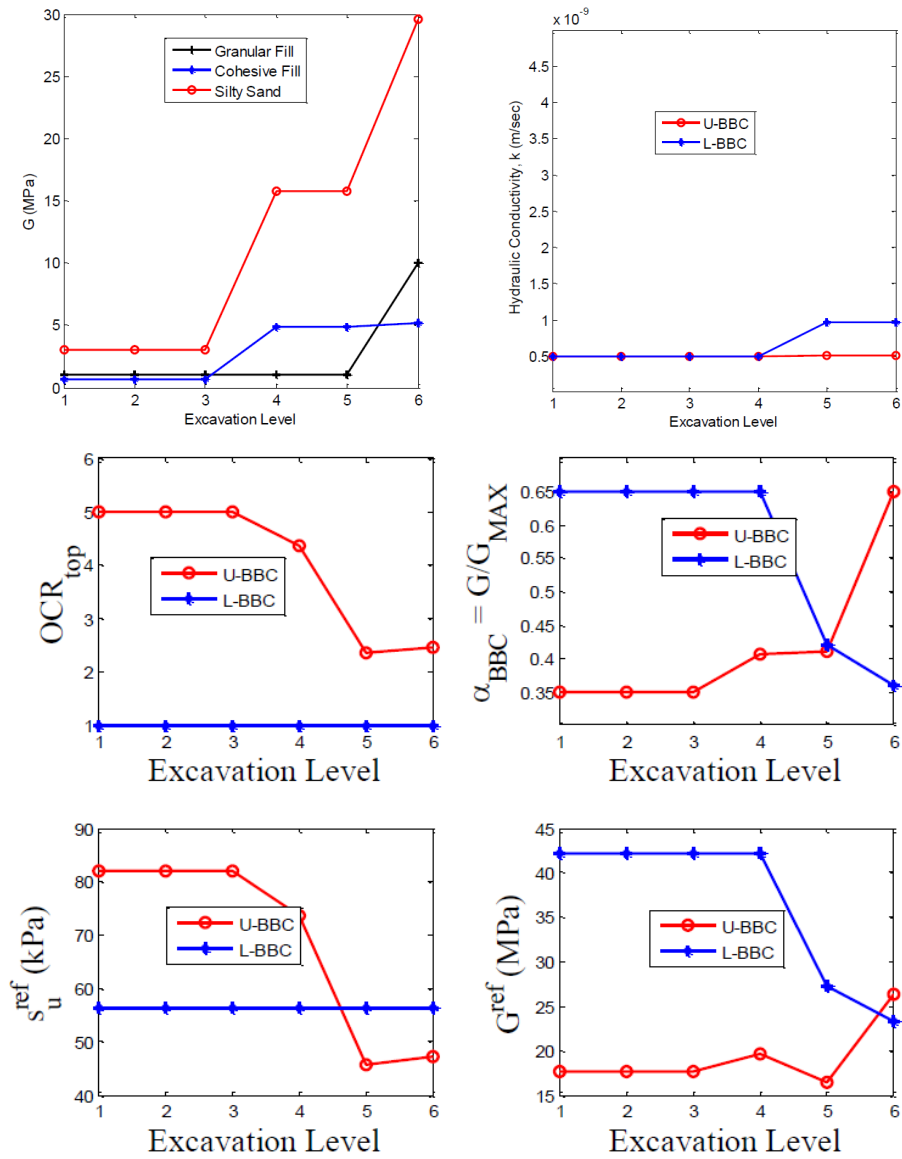 30
25
20
15
10
5
0
G (MPa)
Granular Fill
Cohesive Fill
Silty Sand
1 2 3 4 5 6
Excavation Level
x 10^-9
4.5
4
3.5
3
2.5
2
1.5
1
0.5
Hydraulic Conductivity, k (m/sec)
U-BBC
L-BBC
1 2 3 4 5 6
Excavation Level
6
5
4
3
2
1
OCR_top
U-BBC
L-BBC
1 2 3 4 5 6
Excavation Level
0.65
0.6
0.55
0.5
0.45
0.4
0.35
α_BBC = G/G_MAX
U-BBC
L-BBC
1 2 3 4 5 6
Excavation Level
90
80
70
60
50
40
s_u^ref (kPa)
U-BBC
L-BBC
1 2 3 4 5 6
Excavation Level
45
40
35
30
25
20
15
G^ref (MPa)
U-BBC
L-BBC
1 2 3 4 5 6
Excavation Level